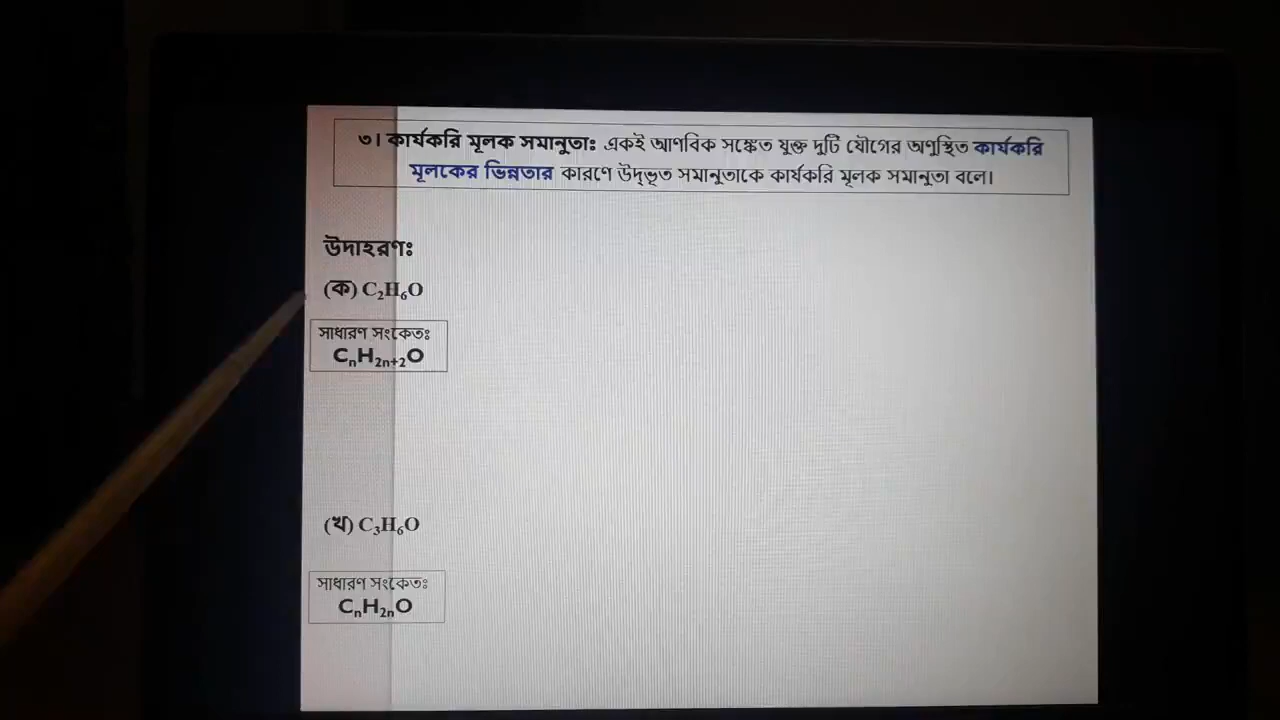 ৩। কার্যকরি মূলক সমানুতাঃ একই আণবিক সঙ্কেত যুক্ত দুটি যৌগের অণুস্থিত কার্যকরি
মূলকের ভিন্নতার কারণে উদ্ভূত সমানুতাকে কার্যকরি মূলক সমানুতা বলে।
উদাহরণঃ
(ক) C₂H₆O
সাধারণ সংকেতঃ
CₙH₂ₙ₊₂O
(খ) C₃H₆O
সাধারণ সংকেতঃ
CₙH₂ₙO